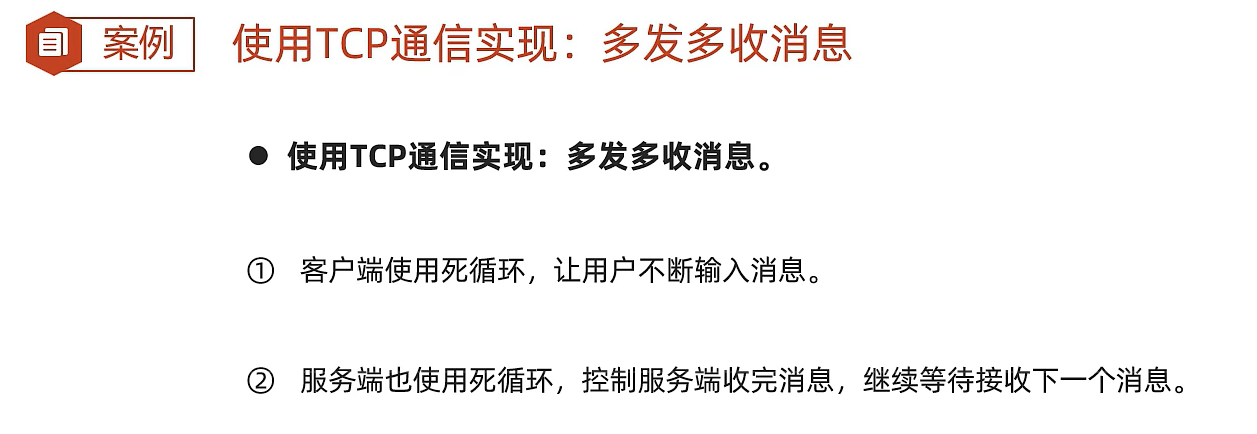 案例 使用TCP通信实现：多发多收消息
● 使用TCP通信实现：多发多收消息。
① 客户端使用死循环，让用户不断输入消息。
② 服务端也使用死循环，控制服务端收完消息，继续等待接收下一个消息。